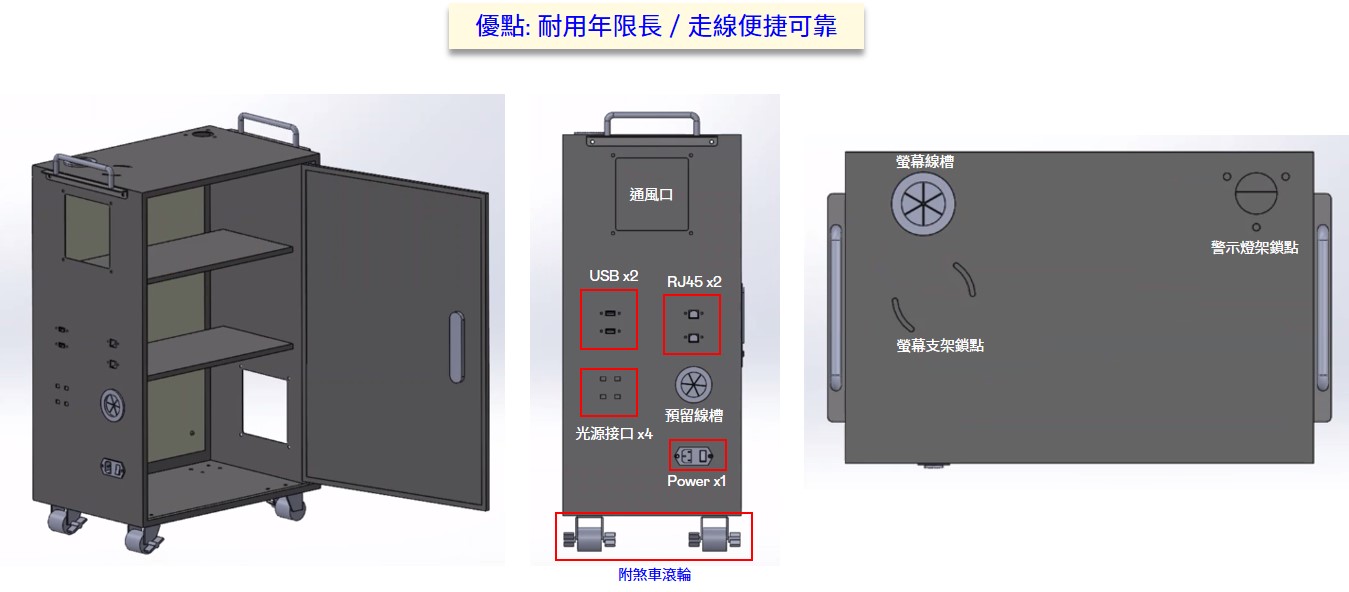 優點: 耐用年限長 / 走線便捷可靠
通風口
USB x2
RJ45 x2
光源接口 x4
預留線槽
Power x1
附煞車滾輪
螢幕線槽
警示燈架鎖點
螢幕支架鎖點